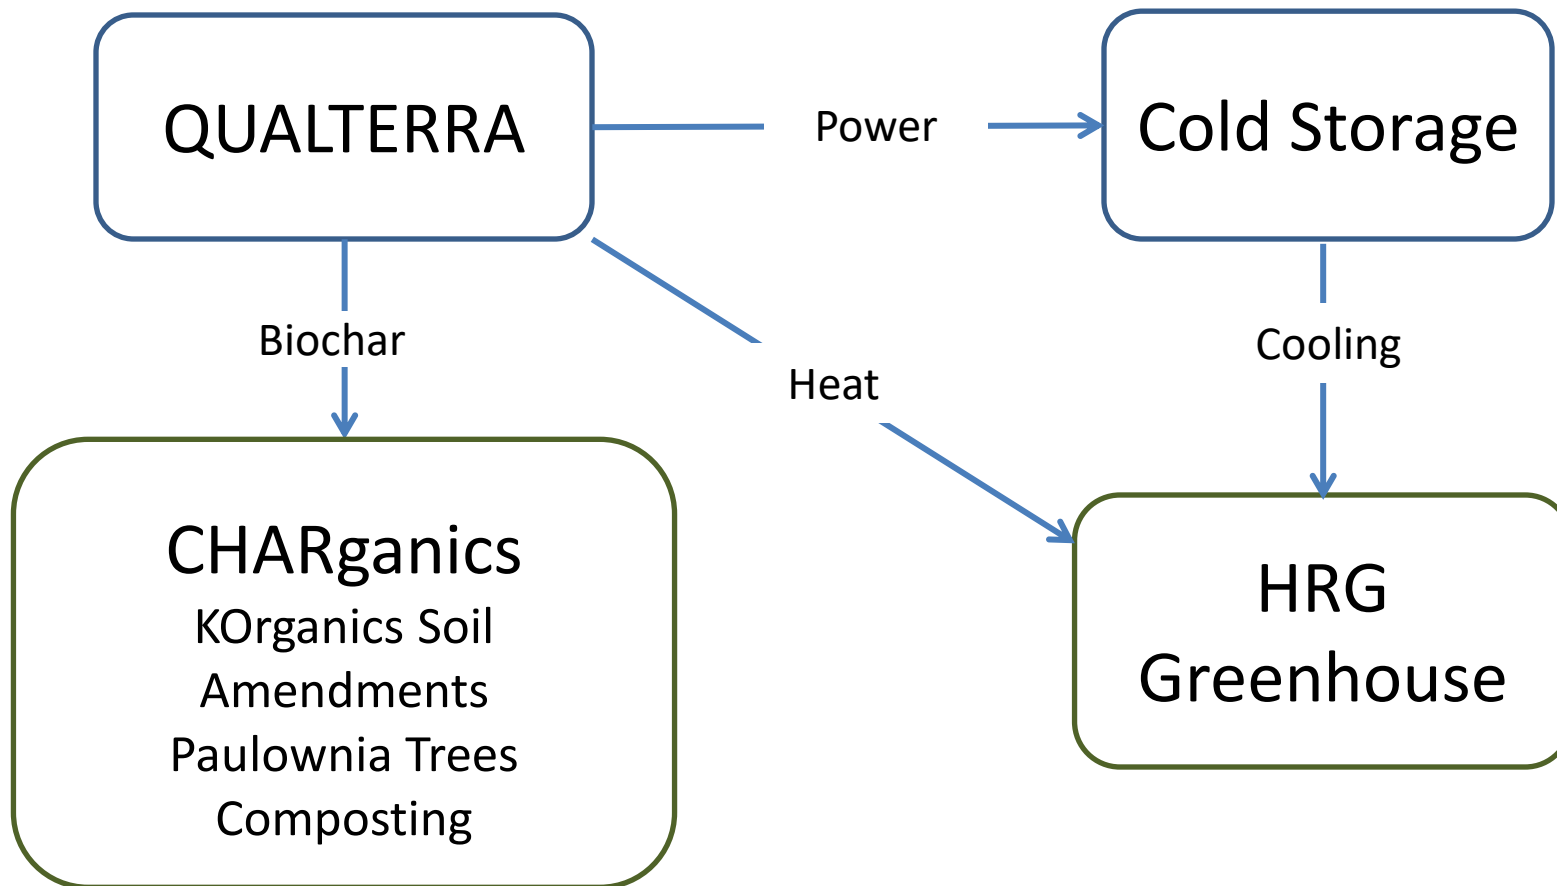 QUALTERRA
Power
Cold Storage
Biochar
Heat
Cooling
CHARganics
KOrganics Soil
Amendments
Paulownia Trees
Composting
HRG
Greenhouse